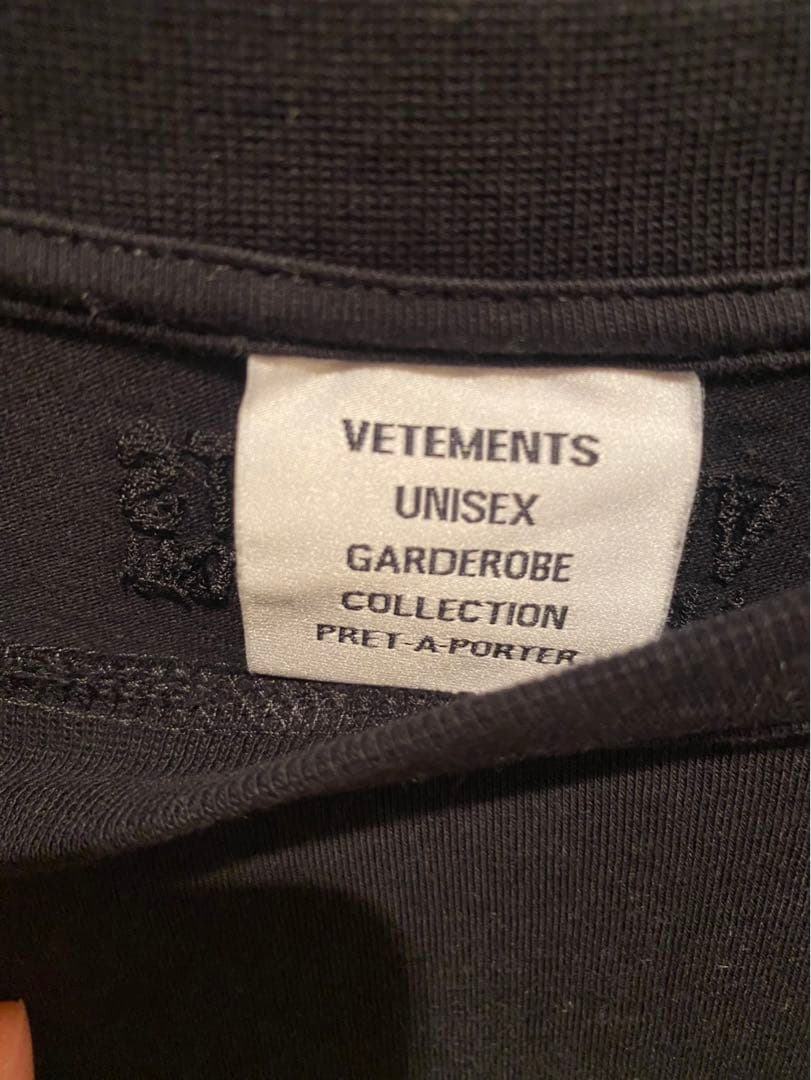 VETEMENTS
UNISEX
GARDEROBE
COLLECTION
PRET-A-PORTER